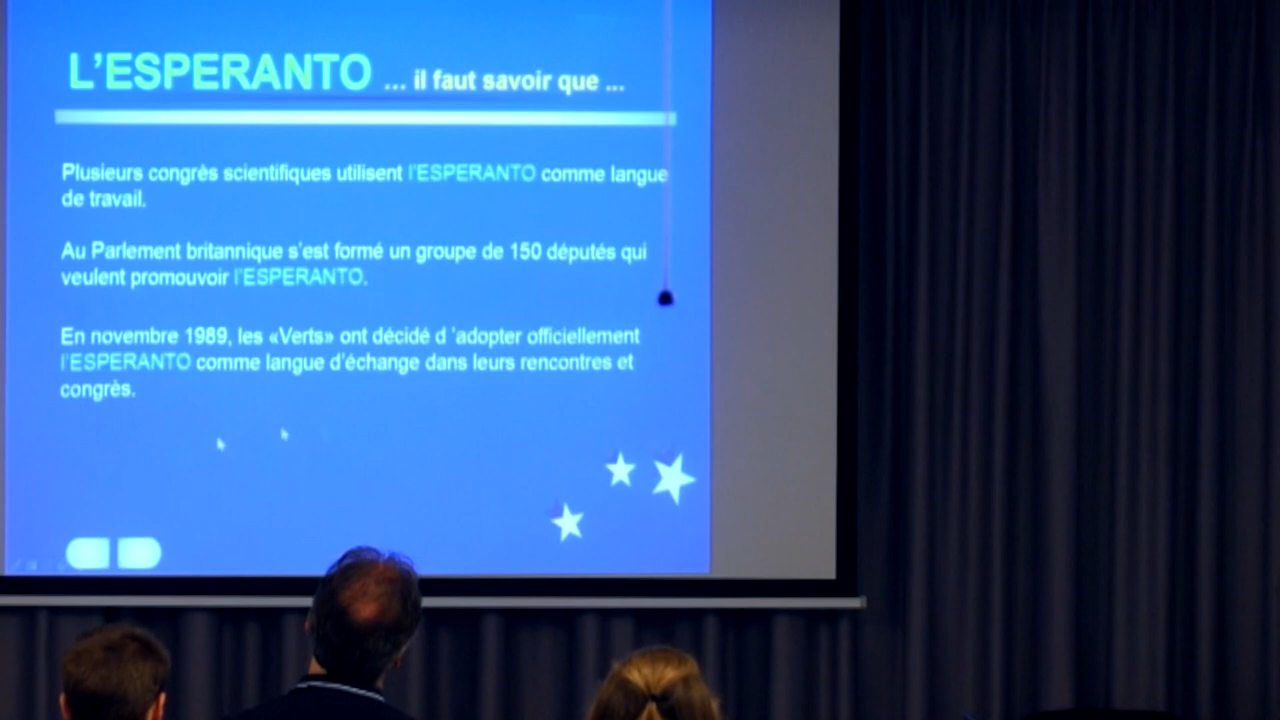 L'ESPERANTO ... il faut savoir que ...
Plusieurs congrès scientifiques utilisent l'ESPERANTO comme langue
de travail.
Au Parlement britannique s'est formé un groupe de 150 députés qui
veulent promouvoir l'ESPERANTO.
En novembre 1989, les «Verts» ont décidé d 'adopter officiellement
l'ESPERANTO comme langue d'échange dans leurs rencontres et
congrès.